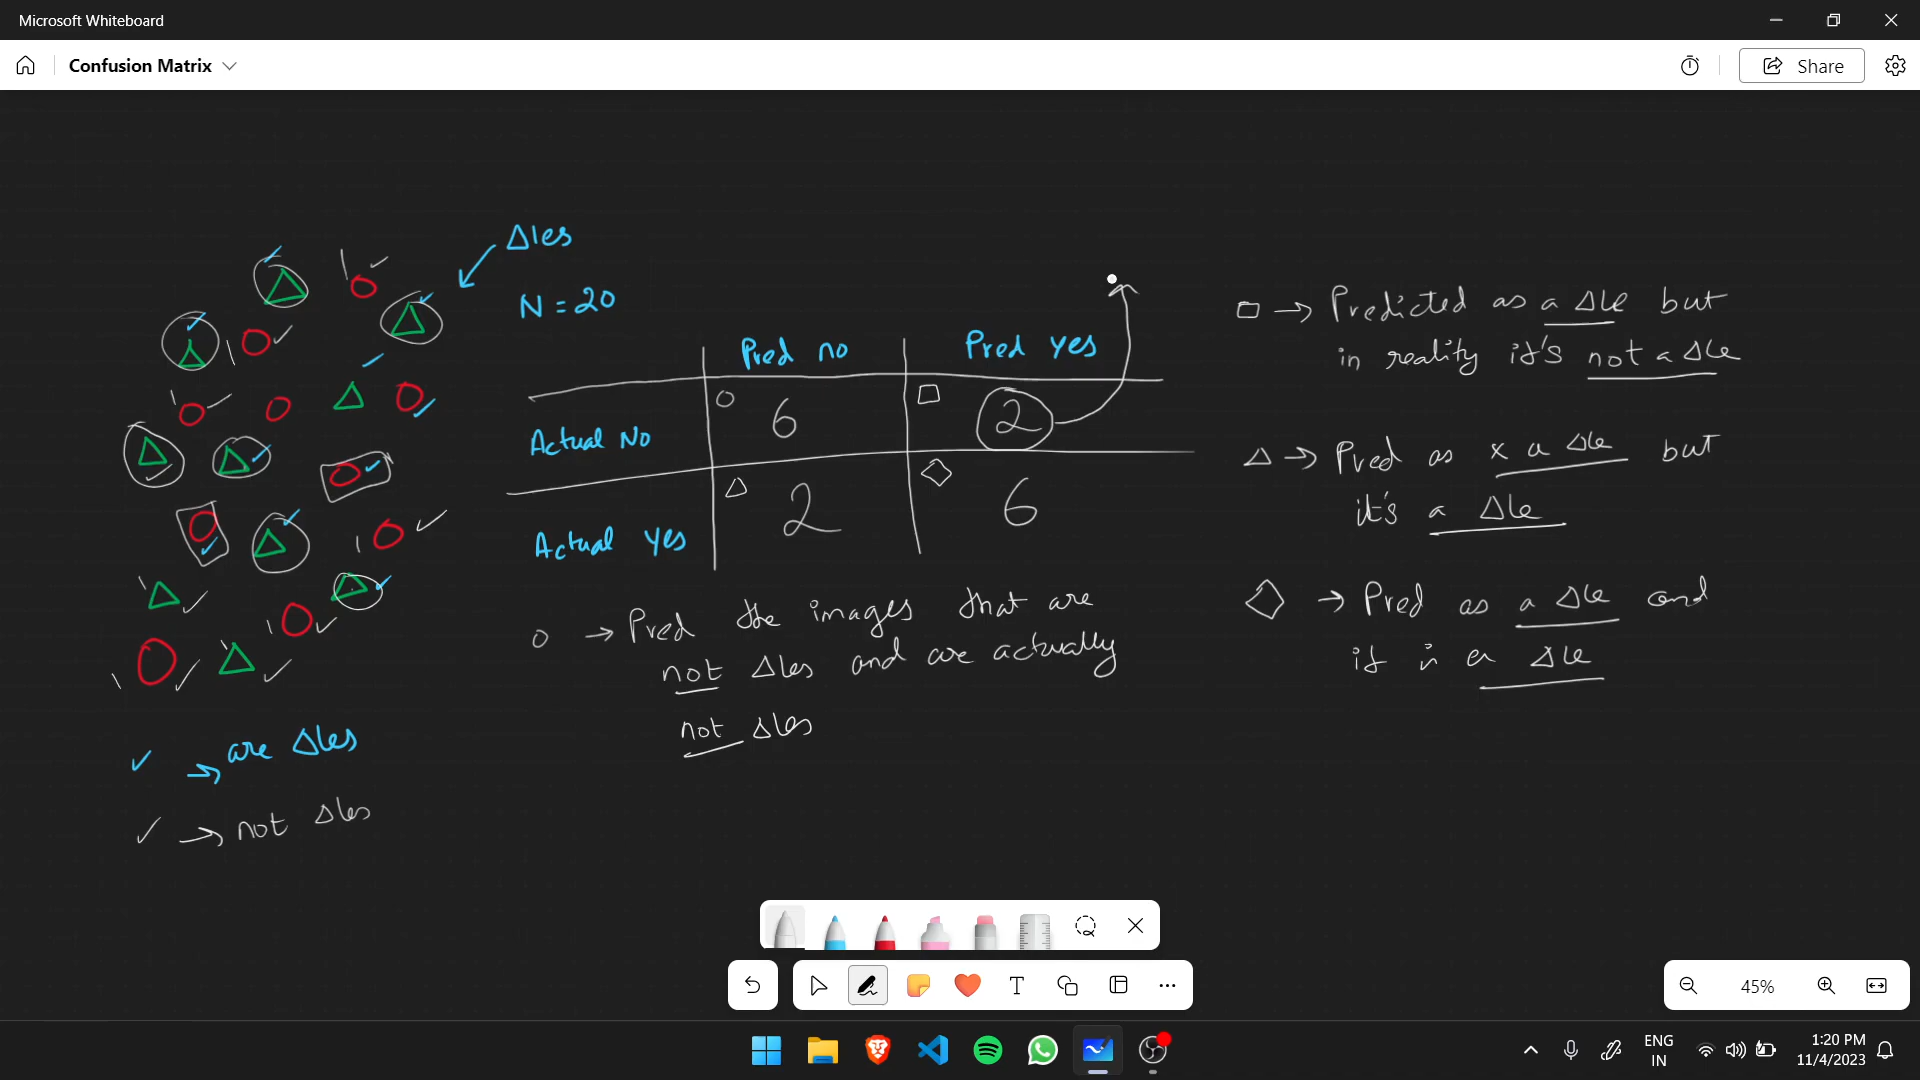 Microsoft Whiteboard
Confusion Matrix
Share
Δles
N = 20
Pred no
Pred yes
Actual No
6
2
Actual yes
2
6
○ → Pred the images that are
not Δles and are actually
not Δles
✓ → are Δles
✓ → not Δles
□ → Predicted as a Δle but
in reality it's not a Δle
△ → Pred as x a Δle but
it's a Δle
◇ → Pred as a Δle and
it is a Δle
45%
ENG
IN
1:20 PM
11/4/2023